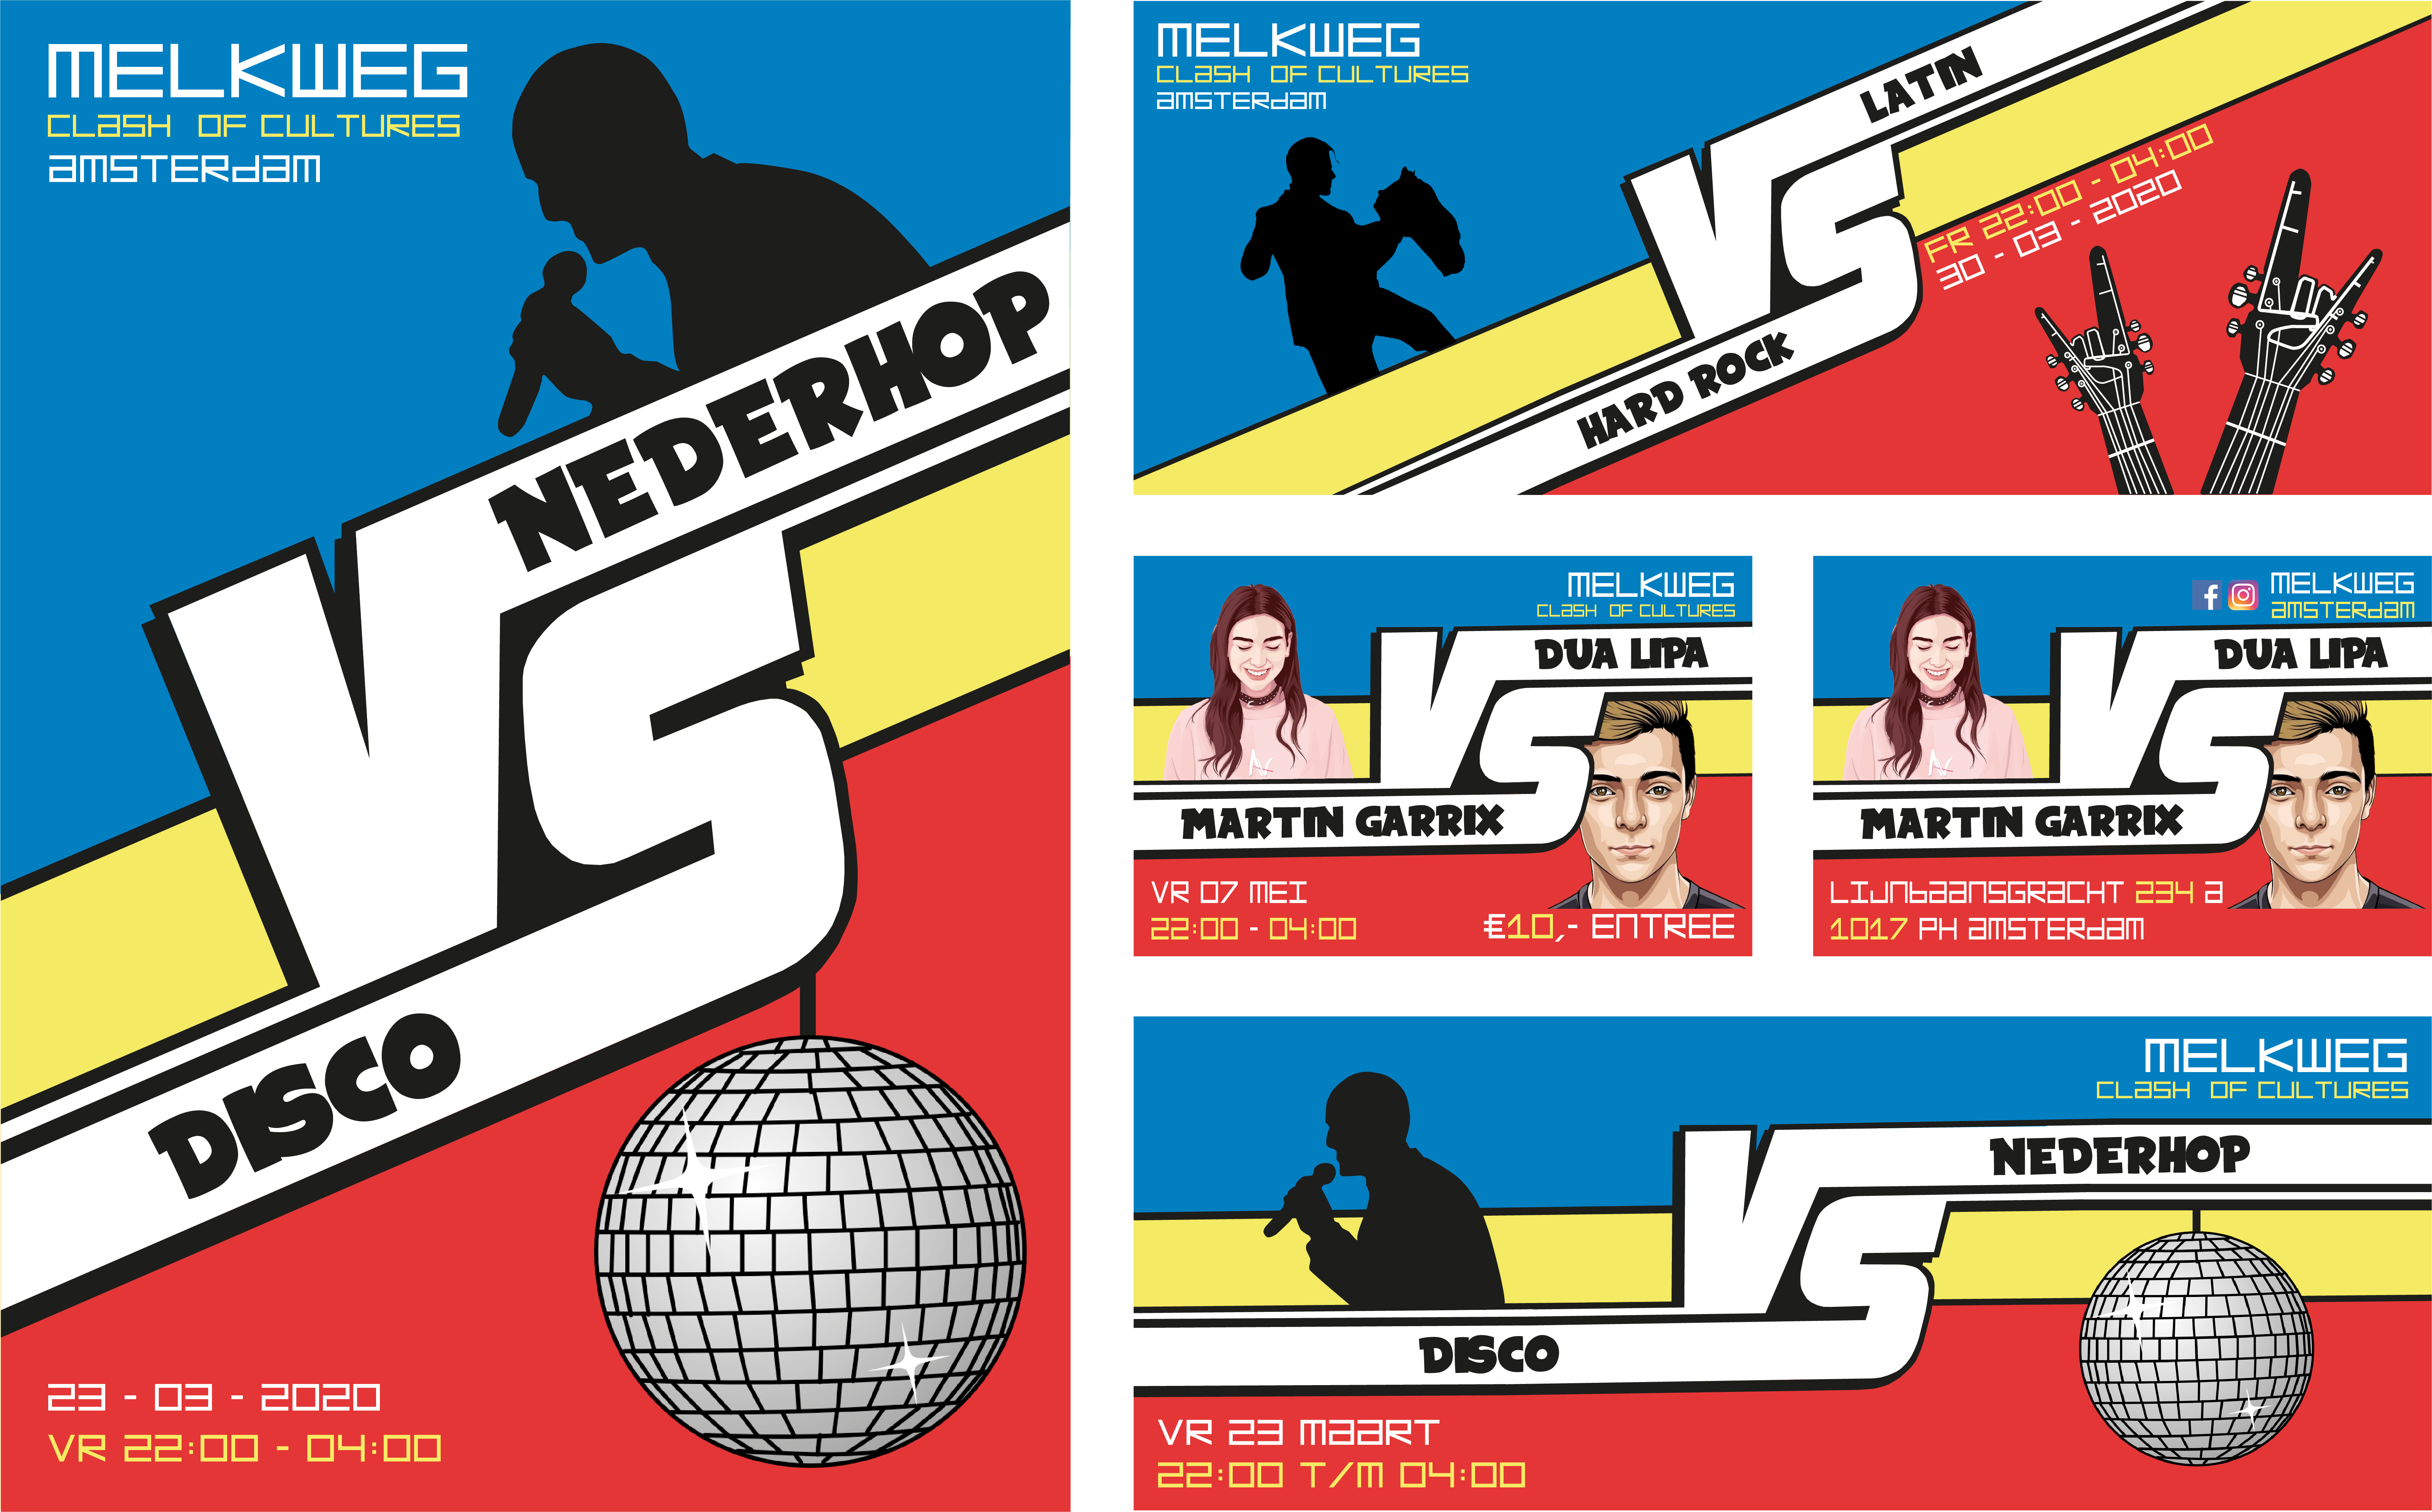 MELKWEG
CLASH OF CULTURES
AMSTERDAM
NEDERHOP
VS
DISCO
23 - 03 - 2020
VR 22:00 - 04:00
MELKWEG
CLASH OF CULTURES
AMSTERDAM
LATIN
VS
HARD ROCK
FR 22:00 - 04:00
30 - 03 - 2020
MELKWEG
CLASH OF CULTURES
DUA LIPA
VS
MARTIN GARRIX
VR 07 MEI
22:00 - 04:00
€10,- ENTREE
MELKWEG
AMSTERDAM
DUA LIPA
VS
MARTIN GARRIX
LIJNBAANSGRACHT 234 A
1017 PH AMSTERDAM
MELKWEG
CLASH OF CULTURES
NEDERHOP
VS
DISCO
VR 23 MAART
22:00 T/M 04:00